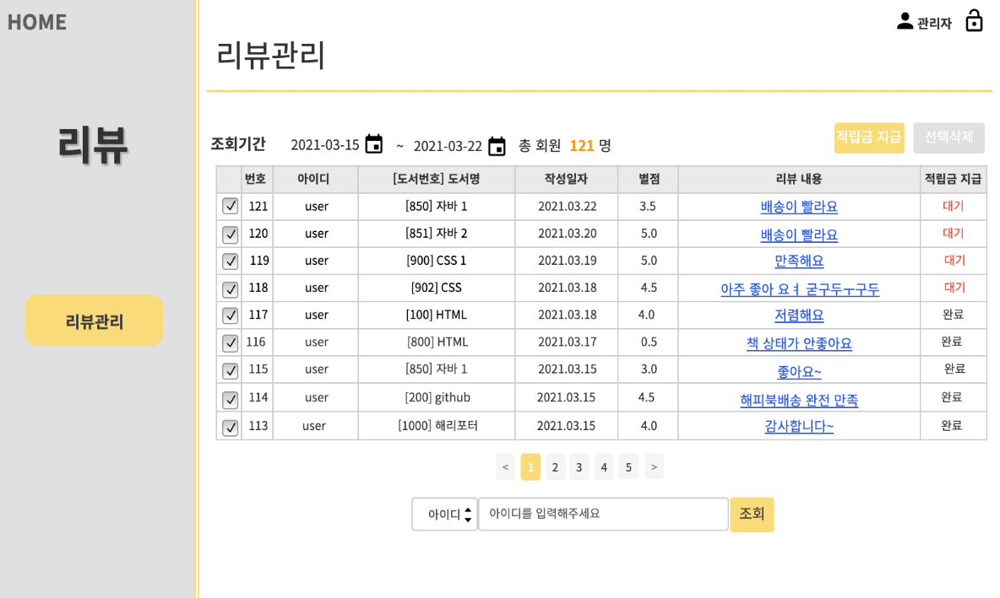 HOME
관리자
리뷰관리
리뷰
리뷰관리
조회기간 2021-03-15 ~ 2021-03-22 총 회원 121 명
적립금 지급 선택삭제
번호 아이디 [도서번호] 도서명 작성일자 별점 리뷰 내용 적립금 지급
121 user [850] 자바 1 2021.03.22 3.5 배송이 빨라요 대기
120 user [851] 자바 2 2021.03.20 5.0 배송이 빨라요 대기
119 user [900] CSS 1 2021.03.19 5.0 만족해요 대기
118 user [902] CSS 2021.03.18 4.5 아주 좋아 요ㅕ 굳구두ㅜ구두 대기
117 user [100] HTML 2021.03.18 4.0 저렴해요 완료
116 user [800] HTML 2021.03.17 0.5 책 상태가 안좋아요 완료
115 user [850] 자바 1 2021.03.15 3.0 좋아요~ 완료
114 user [200] github 2021.03.15 4.5 해피북배송 완전 만족 완료
113 user [1000] 해리포터 2021.03.15 4.0 감사합니다~ 완료
< 1 2 3 4 5 >
아이디 아이디를 입력해주세요 조회